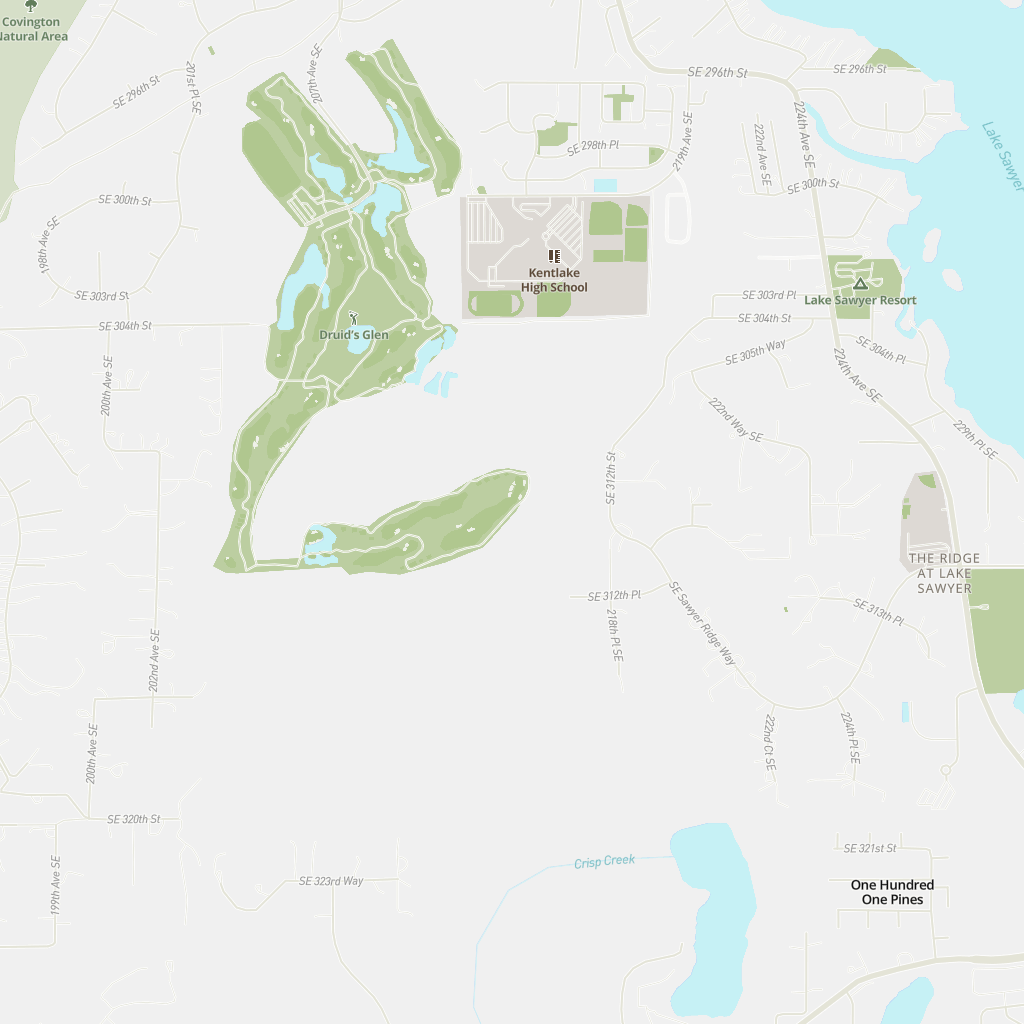 Covington
Natural Area
SE 296th St
201st Pl SE
207th Ave SE
SE 296th St
SE 296th St
224th Ave SE
Lake Sawyer
219th Ave SE
SE 298th Pl
222nd Ave SE
SE 300th St
SE 300th St
198th Ave SE
Kentlake
High School
SE 303rd St
SE 304th St
Druid's Glen
SE 303rd Pl
SE 304th St
Lake Sawyer Resort
SE 305th Way
SE 304th Pl
224th Ave SE
200th Ave SE
222nd Way SE
229th Pl SE
SE 312th St
THE RIDGE
AT LAKE
SAWYER
SE 312th Pl
218th Pl SE
SE Sawyer Ridge Way
SE 313th Pl
202nd Ave SE
200th Ave SE
222nd Ct SE
224th Pl SE
SE 320th St
199th Ave SE
SE 323rd Way
Crisp Creek
SE 321st St
One Hundred
One Pines